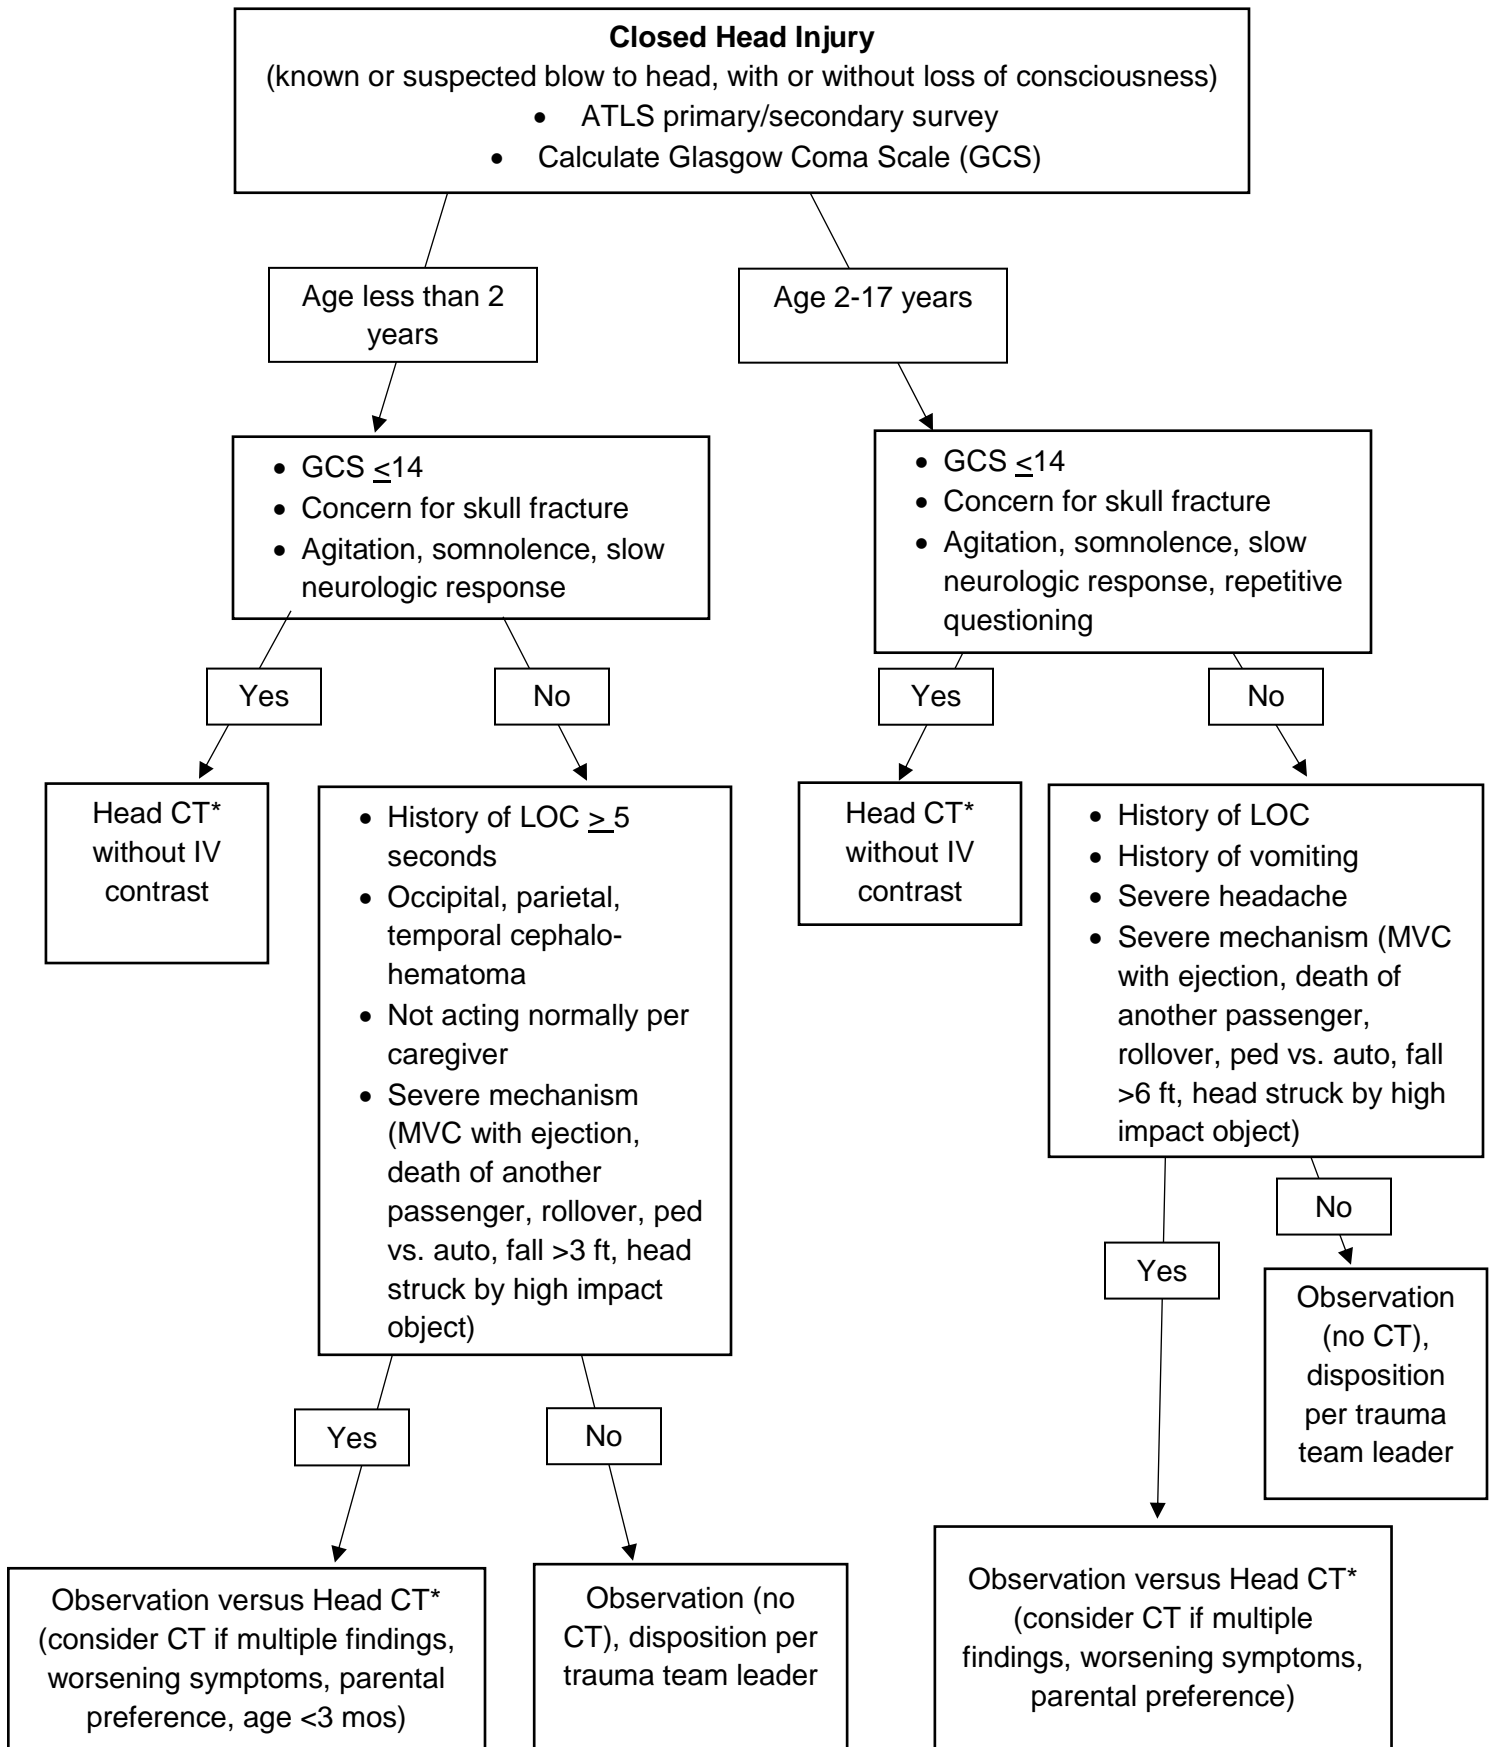 Closed Head Injury
(known or suspected blow to head, with or without loss of consciousness)
• ATLS primary/secondary survey
• Calculate Glasgow Coma Scale (GCS)
Age less than 2
years
Age 2-17 years
• GCS <14
• Concern for skull fracture
• Agitation, somnolence, slow
neurologic response
• GCS <14
• Concern for skull fracture
• Agitation, somnolence, slow
neurologic response, repetitive
questioning
Yes
No
Yes
No
Head CT*
without IV
contrast
• History of LOC > 5
seconds
• Occipital, parietal,
temporal cephalo-
hematoma
• Not acting normally per
caregiver
• Severe mechanism
(MVC with ejection,
death of another
passenger, rollover, ped
vs. auto, fall >3 ft, head
struck by high impact
object)
Head CT*
without IV
contrast
• History of LOC
• History of vomiting
• Severe headache
• Severe mechanism (MVC
with ejection, death of
another passenger,
rollover, ped vs. auto, fall
>6 ft, head struck by high
impact object)
Yes
No
Yes
No
Observation
(no CT),
disposition
per trauma
team leader
Observation versus Head CT*
(consider CT if multiple findings,
worsening symptoms, parental
preference, age <3 mos)
Observation (no
CT), disposition per
trauma team leader
Observation versus Head CT*
(consider CT if multiple
findings, worsening symptoms,
parental preference)